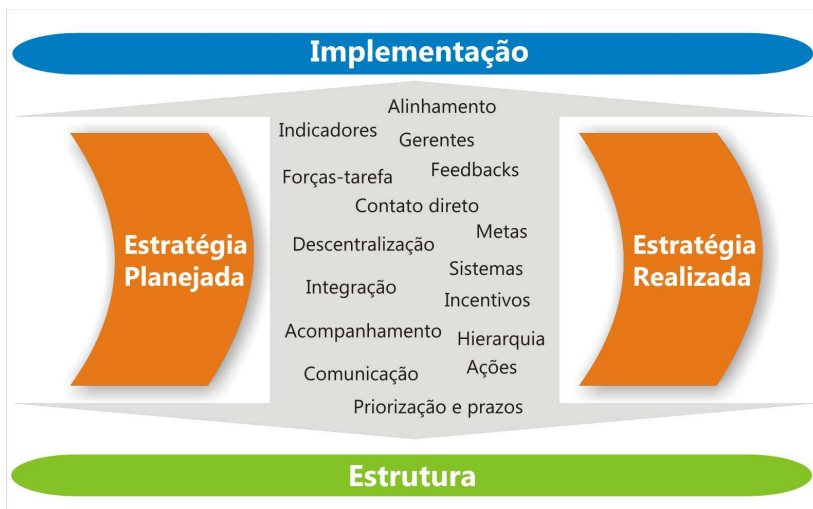 Implementação
Alinhamento
Indicadores
Gerentes
Forças-tarefa
Feedbacks
Contato direto
Metas
Descentralização
Sistemas
Integração
Incentivos
Acompanhamento
Hierarquia
Ações
Comunicação
Priorização e prazos
Estratégia
Planejada
Estratégia
Realizada
Estrutura